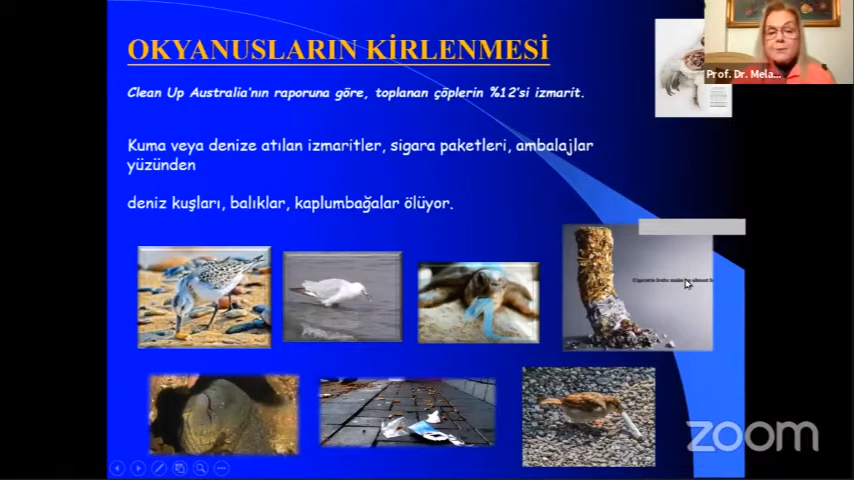 OKYANUSLARIN KİRLENMESİ
Prof. Dr. Mela...
Clean Up Australia'nın raporuna göre, toplanan çöplerin %12'si izmarit.
Kuma veya denize atılan izmaritler, sigara paketleri, ambalajlar
yüzünden
deniz kuşları, balıklar, kaplumbağalar ölüyor.
zoom